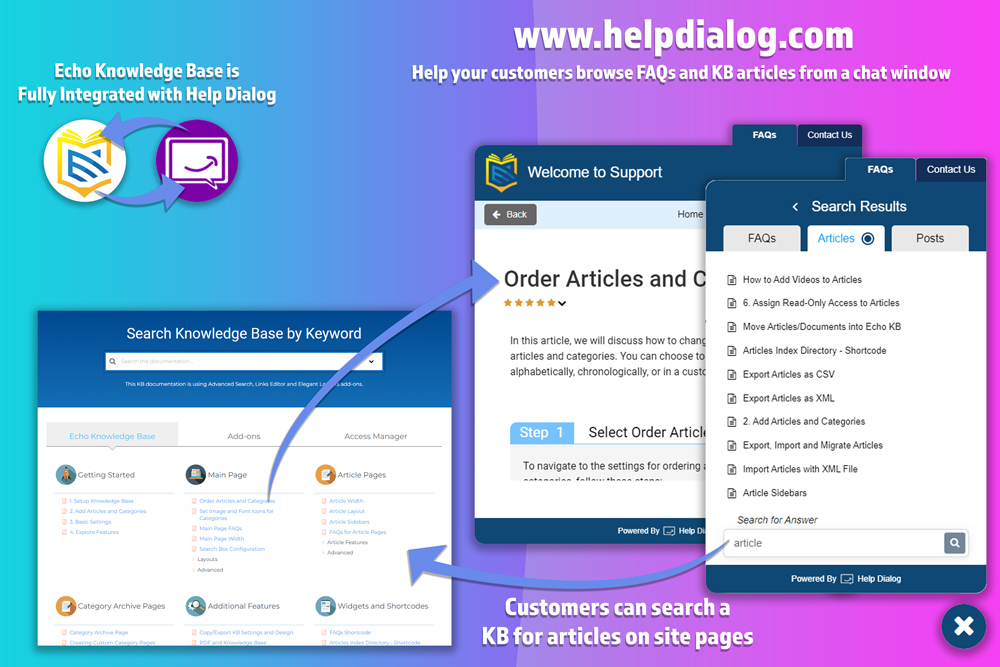 www.helpdialog.com
Help your customers browse FAQs and KB articles from a chat window
Echo Knowledge Base is
Fully Integrated with Help Dialog
FAQs
Contact Us
Welcome to Support
Back
Home
Order Articles and C
In this article, we will discuss how to chang
articles and categories. You can choose to
alphabetically, chronologically, or in a custo
Step 1
Select Order Article
To navigate to the settings for ordering a
categories, follow these steps:
Powered By Help Di
FAQs
Contact Us
Search Results
FAQs
Articles
Posts
How to Add Videos to Articles
6. Assign Read-Only Access to Articles
Move Articles/Documents into Echo KB
Articles Index Directory - Shortcode
Export Articles as CSV
Export Articles as XML
2. Add Articles and Categories
Export, Import and Migrate Articles
Import Articles with XML File
Article Sidebars
Search for Answer
article
Powered By Help Dialog
Search Knowledge Base by Keyword
Search the documentation...
This KB documentation is using Advanced Search, Links Editor and Elegant Layouts add-ons.
Echo Knowledge Base
Add-ons
Access Manager
Getting Started
1. Setup Knowledge Base
2. Add Articles and Categories
3. Basic Settings
4. Explore Features
Main Page
Order Articles and Categories
Set Image and Font Icons for
Categories
Main Page FAQs
Main Page Width
Search Box Configuration
Layouts
Advanced
Article Pages
Article Width
Article Layout
Article Sidebars
FAQs for Article Pages
Article Features
Advanced
Category Archive Pages
Category Archive Page
Creating Custom Category Pages
Additional Features
Copy/Export KB Settings and Design
PDF and Knowledge Base
Widgets and Shortcodes
FAQs Shortcode
Articles Index Directory - Shortcode
Customers can search a
KB for articles on site pages